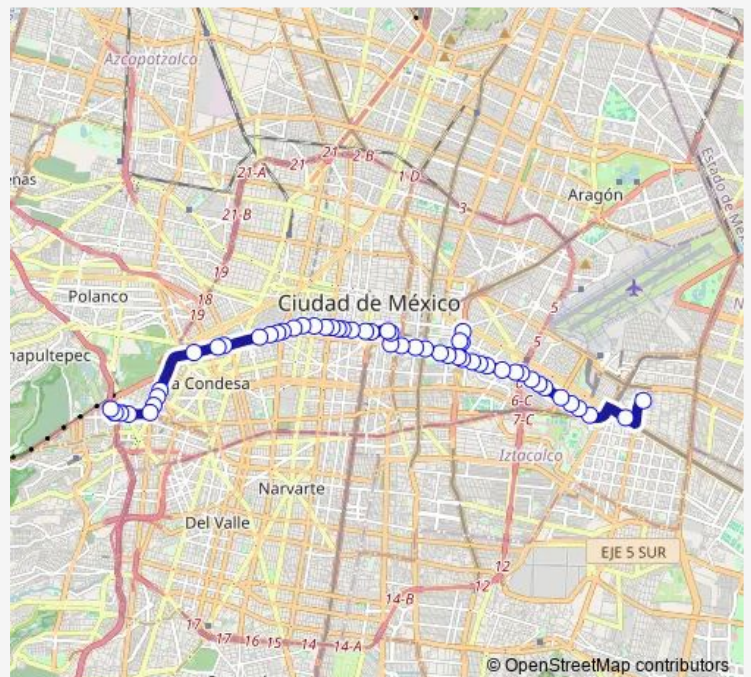 Azcapotzalco
21
2-B
21-A
21
1 D
Estado de Mé
enas
Aragón
21-B
3
19
Polanco
18
19
Ciudad de México
5
N
hapultepec
5
a Condesa
6-C
7-C
Iztacalco
Narvarte
Del Valle
EJE 5 SUR
12
12
14-B
17
17
16
15
14
14-A
© OpenStreetMap contributors